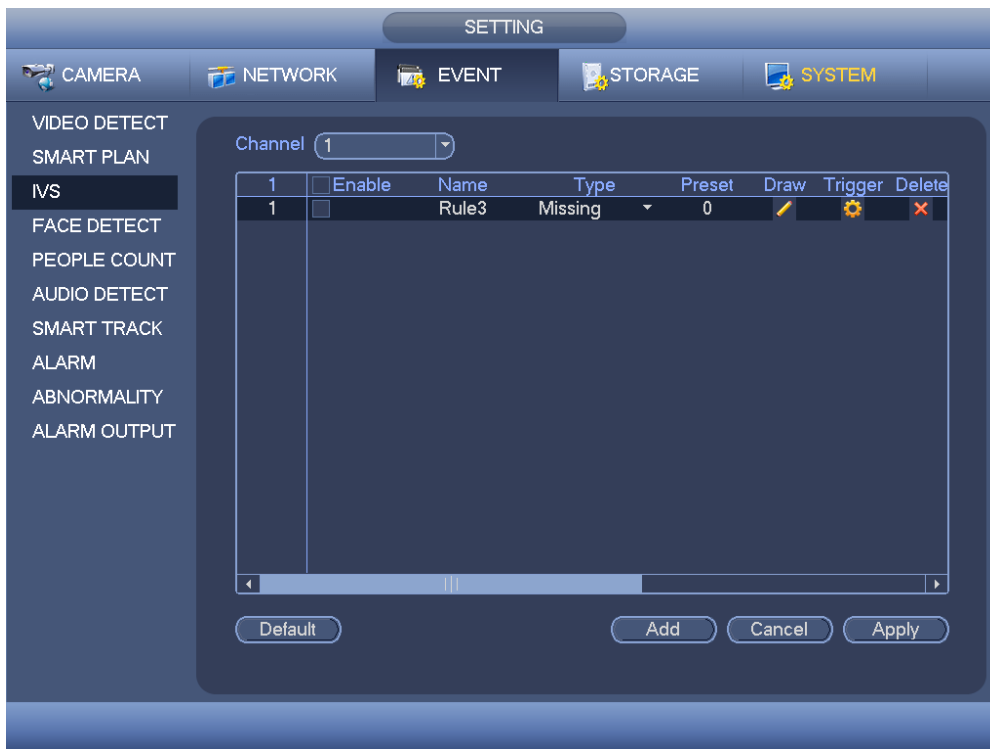 SETTING
CAMERA NETWORK EVENT STORAGE SYSTEM
VIDEO DETECT
SMART PLAN
IVS
FACE DETECT
PEOPLE COUNT
AUDIO DETECT
SMART TRACK
ALARM
ABNORMALITY
ALARM OUTPUT
Channel 1
1 Enable Name Type Preset Draw Trigger Delete
1 Rule3 Missing 0
Default Add Cancel Apply